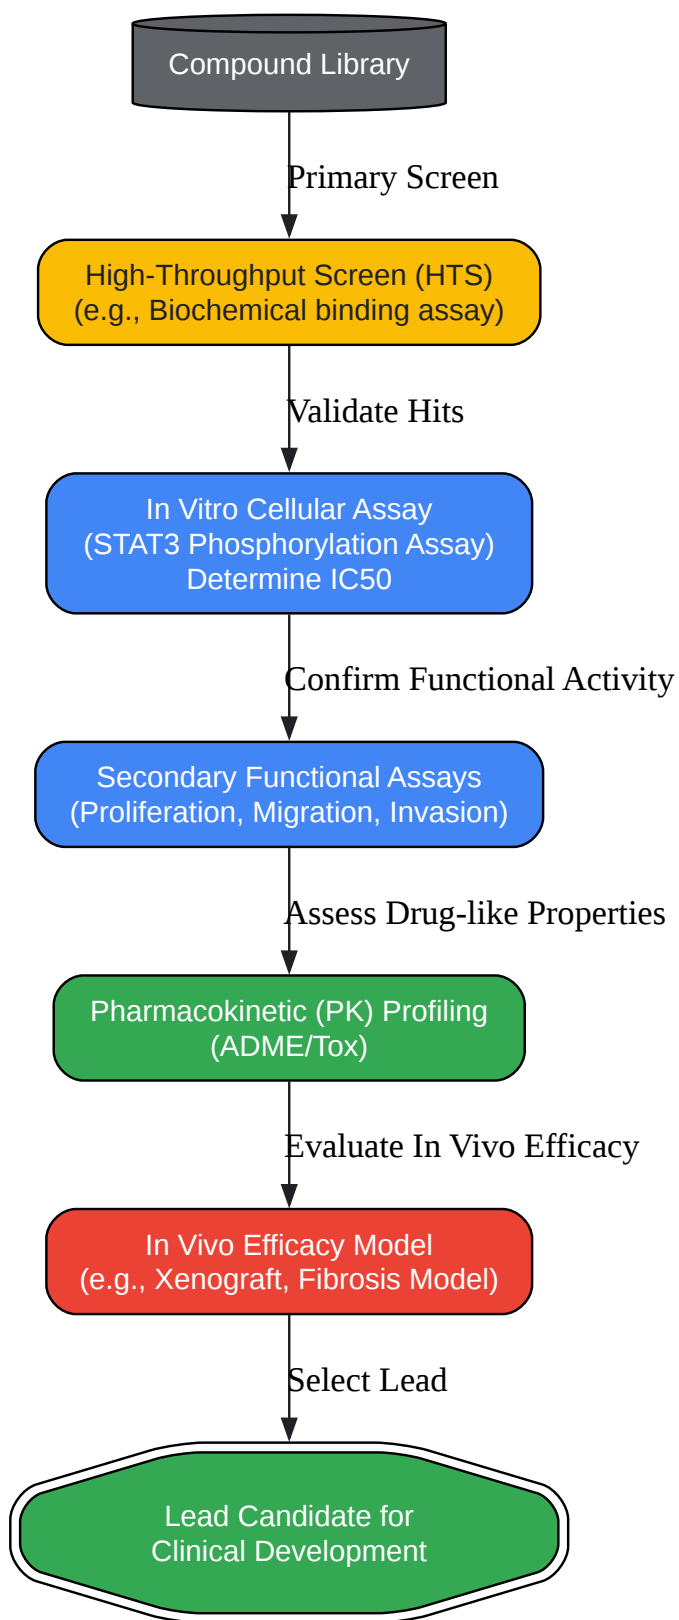 Compound Library
Primary Screen
High-Throughput Screen (HTS)
(e.g., Biochemical binding assay)
Validate Hits
In Vitro Cellular Assay
(STAT3 Phosphorylation Assay)
Determine IC50
Confirm Functional Activity
Secondary Functional Assays
(Proliferation, Migration, Invasion)
Assess Drug-like Properties
Pharmacokinetic (PK) Profiling
(ADME/Tox)
Evaluate In Vivo Efficacy
In Vivo Efficacy Model
(e.g., Xenograft, Fibrosis Model)
Select Lead
Lead Candidate for
Clinical Development